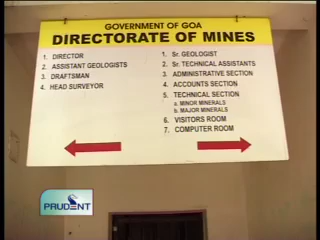 GOVERNMENT OF GOA
DIRECTORATE OF MINES
1. DIRECTOR
2. ASSISTANT GEOLOGISTS
3. DRAFTSMAN
4. HEAD SURVEYOR
1. Sr. GEOLOGIST
2. Sr. TECHNICAL ASSISTANTS
3. ADMINISTRATIVE SECTION
4. ACCOUNTS SECTION
5. TECHNICAL SECTION
a. MINOR MINERALS
b. MAJOR MINERALS
6. VISITORS ROOM
7. COMPUTER ROOM
PRUDENT